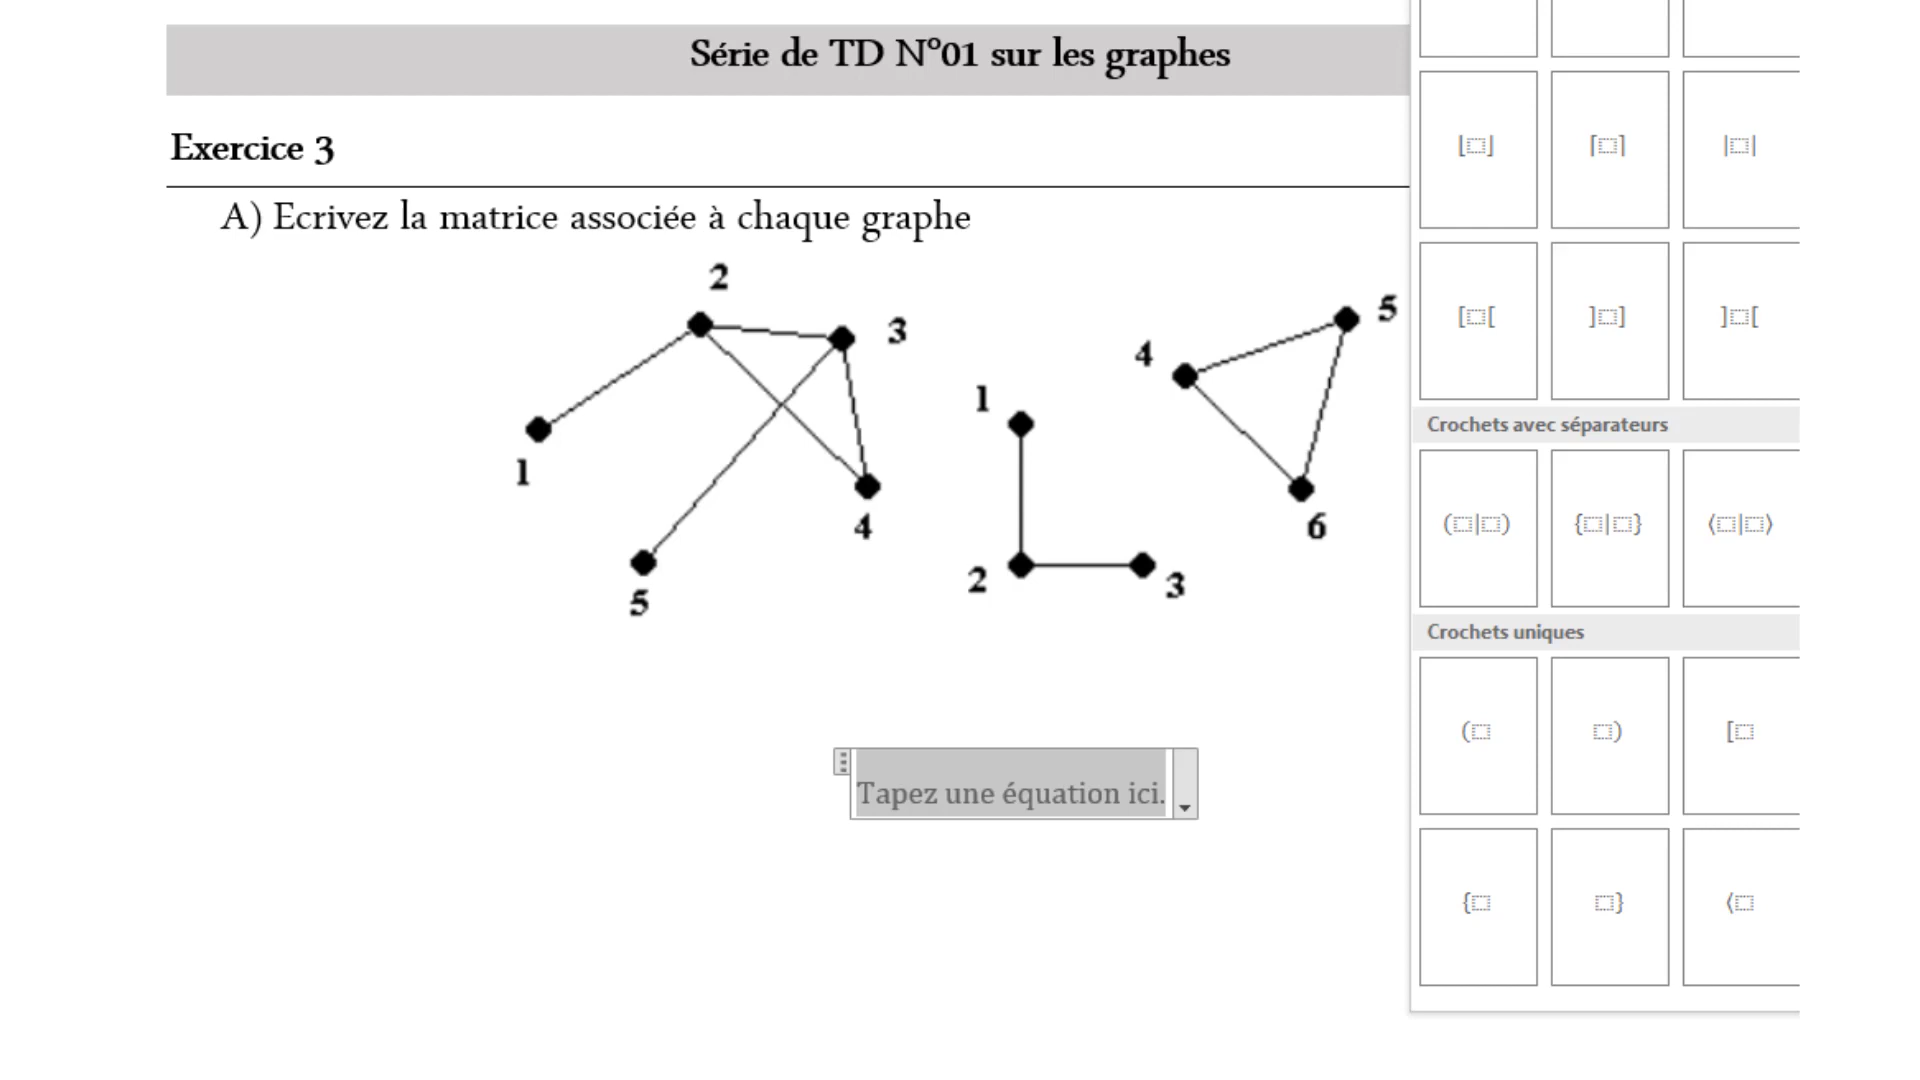 Série de TD N°01 sur les graphes
Exercice 3
A) Ecrivez la matrice associée à chaque graphe
2
3
1
4
5
5
4
1
6
2
3
Tapez une équation ici.
⌊⬚⌋ ⌈⬚⌉ |⬚|
[⬚[ ]⬚] ]⬚[
Crochets avec séparateurs
(⬚|⬚) {⬚|⬚} ⟨⬚|⬚⟩
Crochets uniques
(⬚ ⬚) [⬚
{⬚ ⬚} ⟨⬚